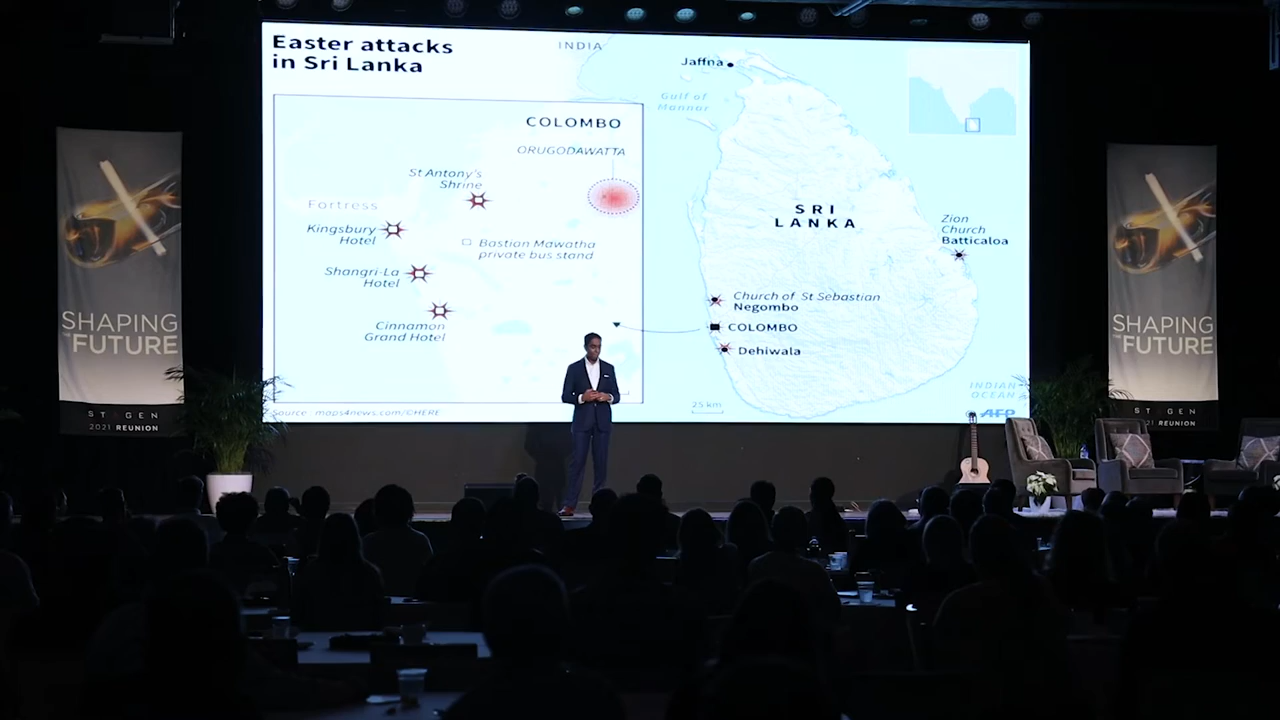 Easter attacks
in Sri Lanka
INDIA
Jaffna
Gulf of
Mannar
COLOMBO
ORUGODAWATTA
St Antony's
Shrine
Fortress
Kingsbury
Hotel
Bastian Mawatha
private bus stand
Shangri-La
Hotel
Cinnamon
Grand Hotel
Source : maps4news.com/©HERE
SRI
LANKA
Zion
Church
Batticaloa
Church of St Sebastian
Negombo
COLOMBO
Dehiwala
25 km
INDIAN
OCEAN
AFP
SHAPING
THE FUTURE
2021 REUNION
SHAPING
THE FUTURE
2021 REUNION